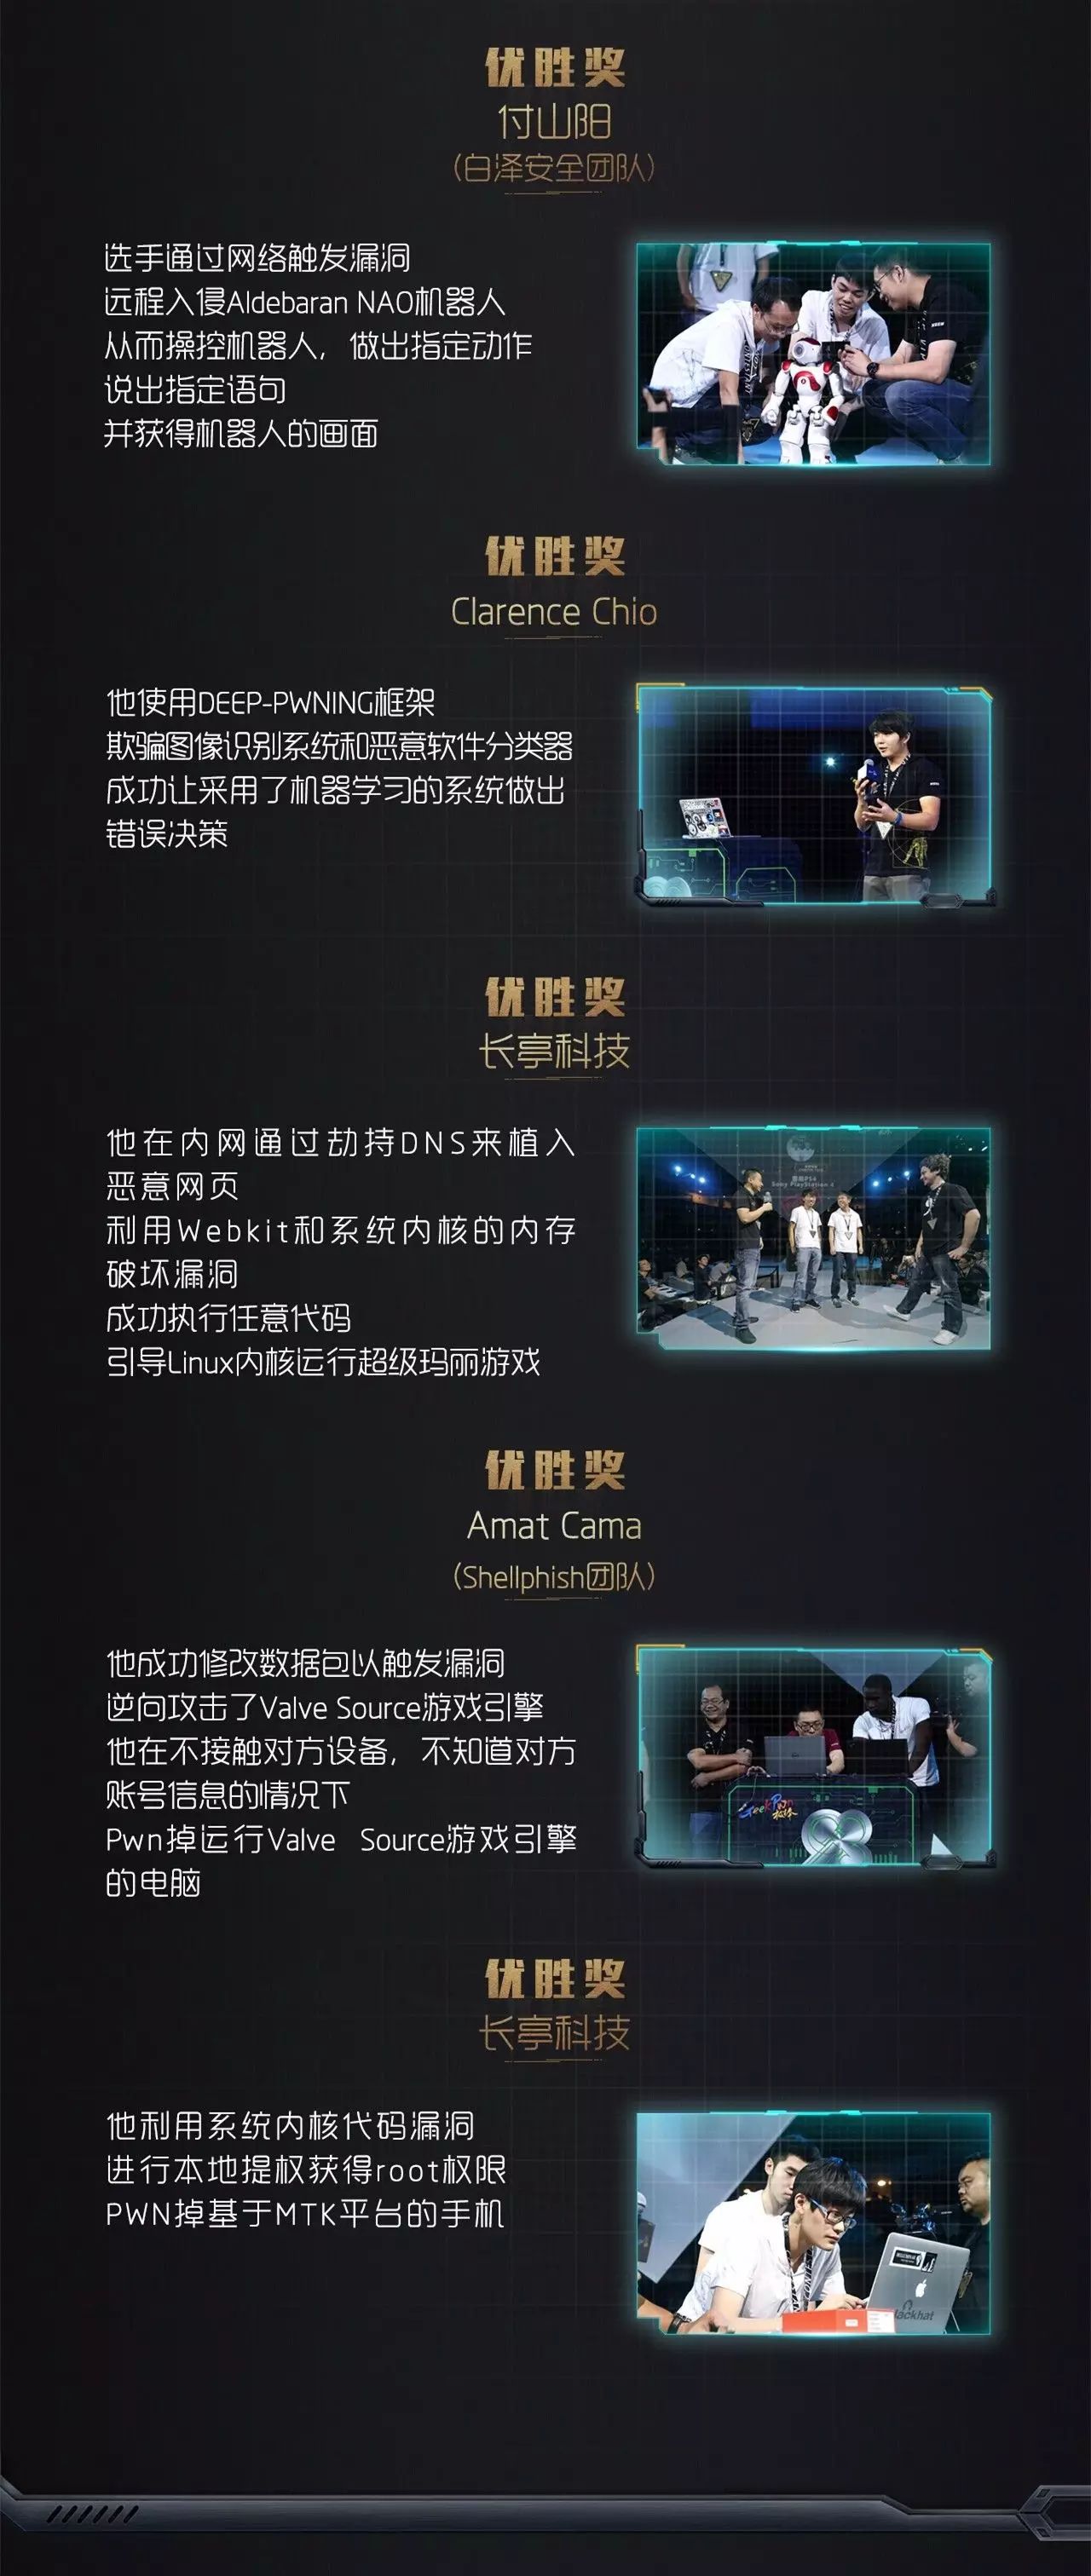 优胜奖
付山阳
(白泽安全团队)
选手通过网络触发漏洞
远程入侵Aldebaran NAO机器人
从而操控机器人，做出指定动作
说出指定语句
并获得机器人的画面
优胜奖
Clarence Chio
他使用DEEP-PWNING框架
欺骗图像识别系统和恶意软件分类器
成功让采用了机器学习的系统做出
错误决策
优胜奖
长亭科技
他在内网通过劫持DNS来植入
恶意网页
利用Webkit和系统内核的内存
破坏漏洞
成功执行任意代码
引导Linux内核运行超级玛丽游戏
Sony PlayStation 4
优胜奖
Amat Cama
(Shellphish团队)
他成功修改数据包以触发漏洞
逆向攻击了Valve Source游戏引擎
他在不接触对方设备，不知道对方
账号信息的情况下
Pwn掉运行Valve Source游戏引擎
的电脑
GeekPwn
优胜奖
长亭科技
他利用系统内核代码漏洞
进行本地提权获得root权限
PWN掉基于MTK平台的手机
blackhat